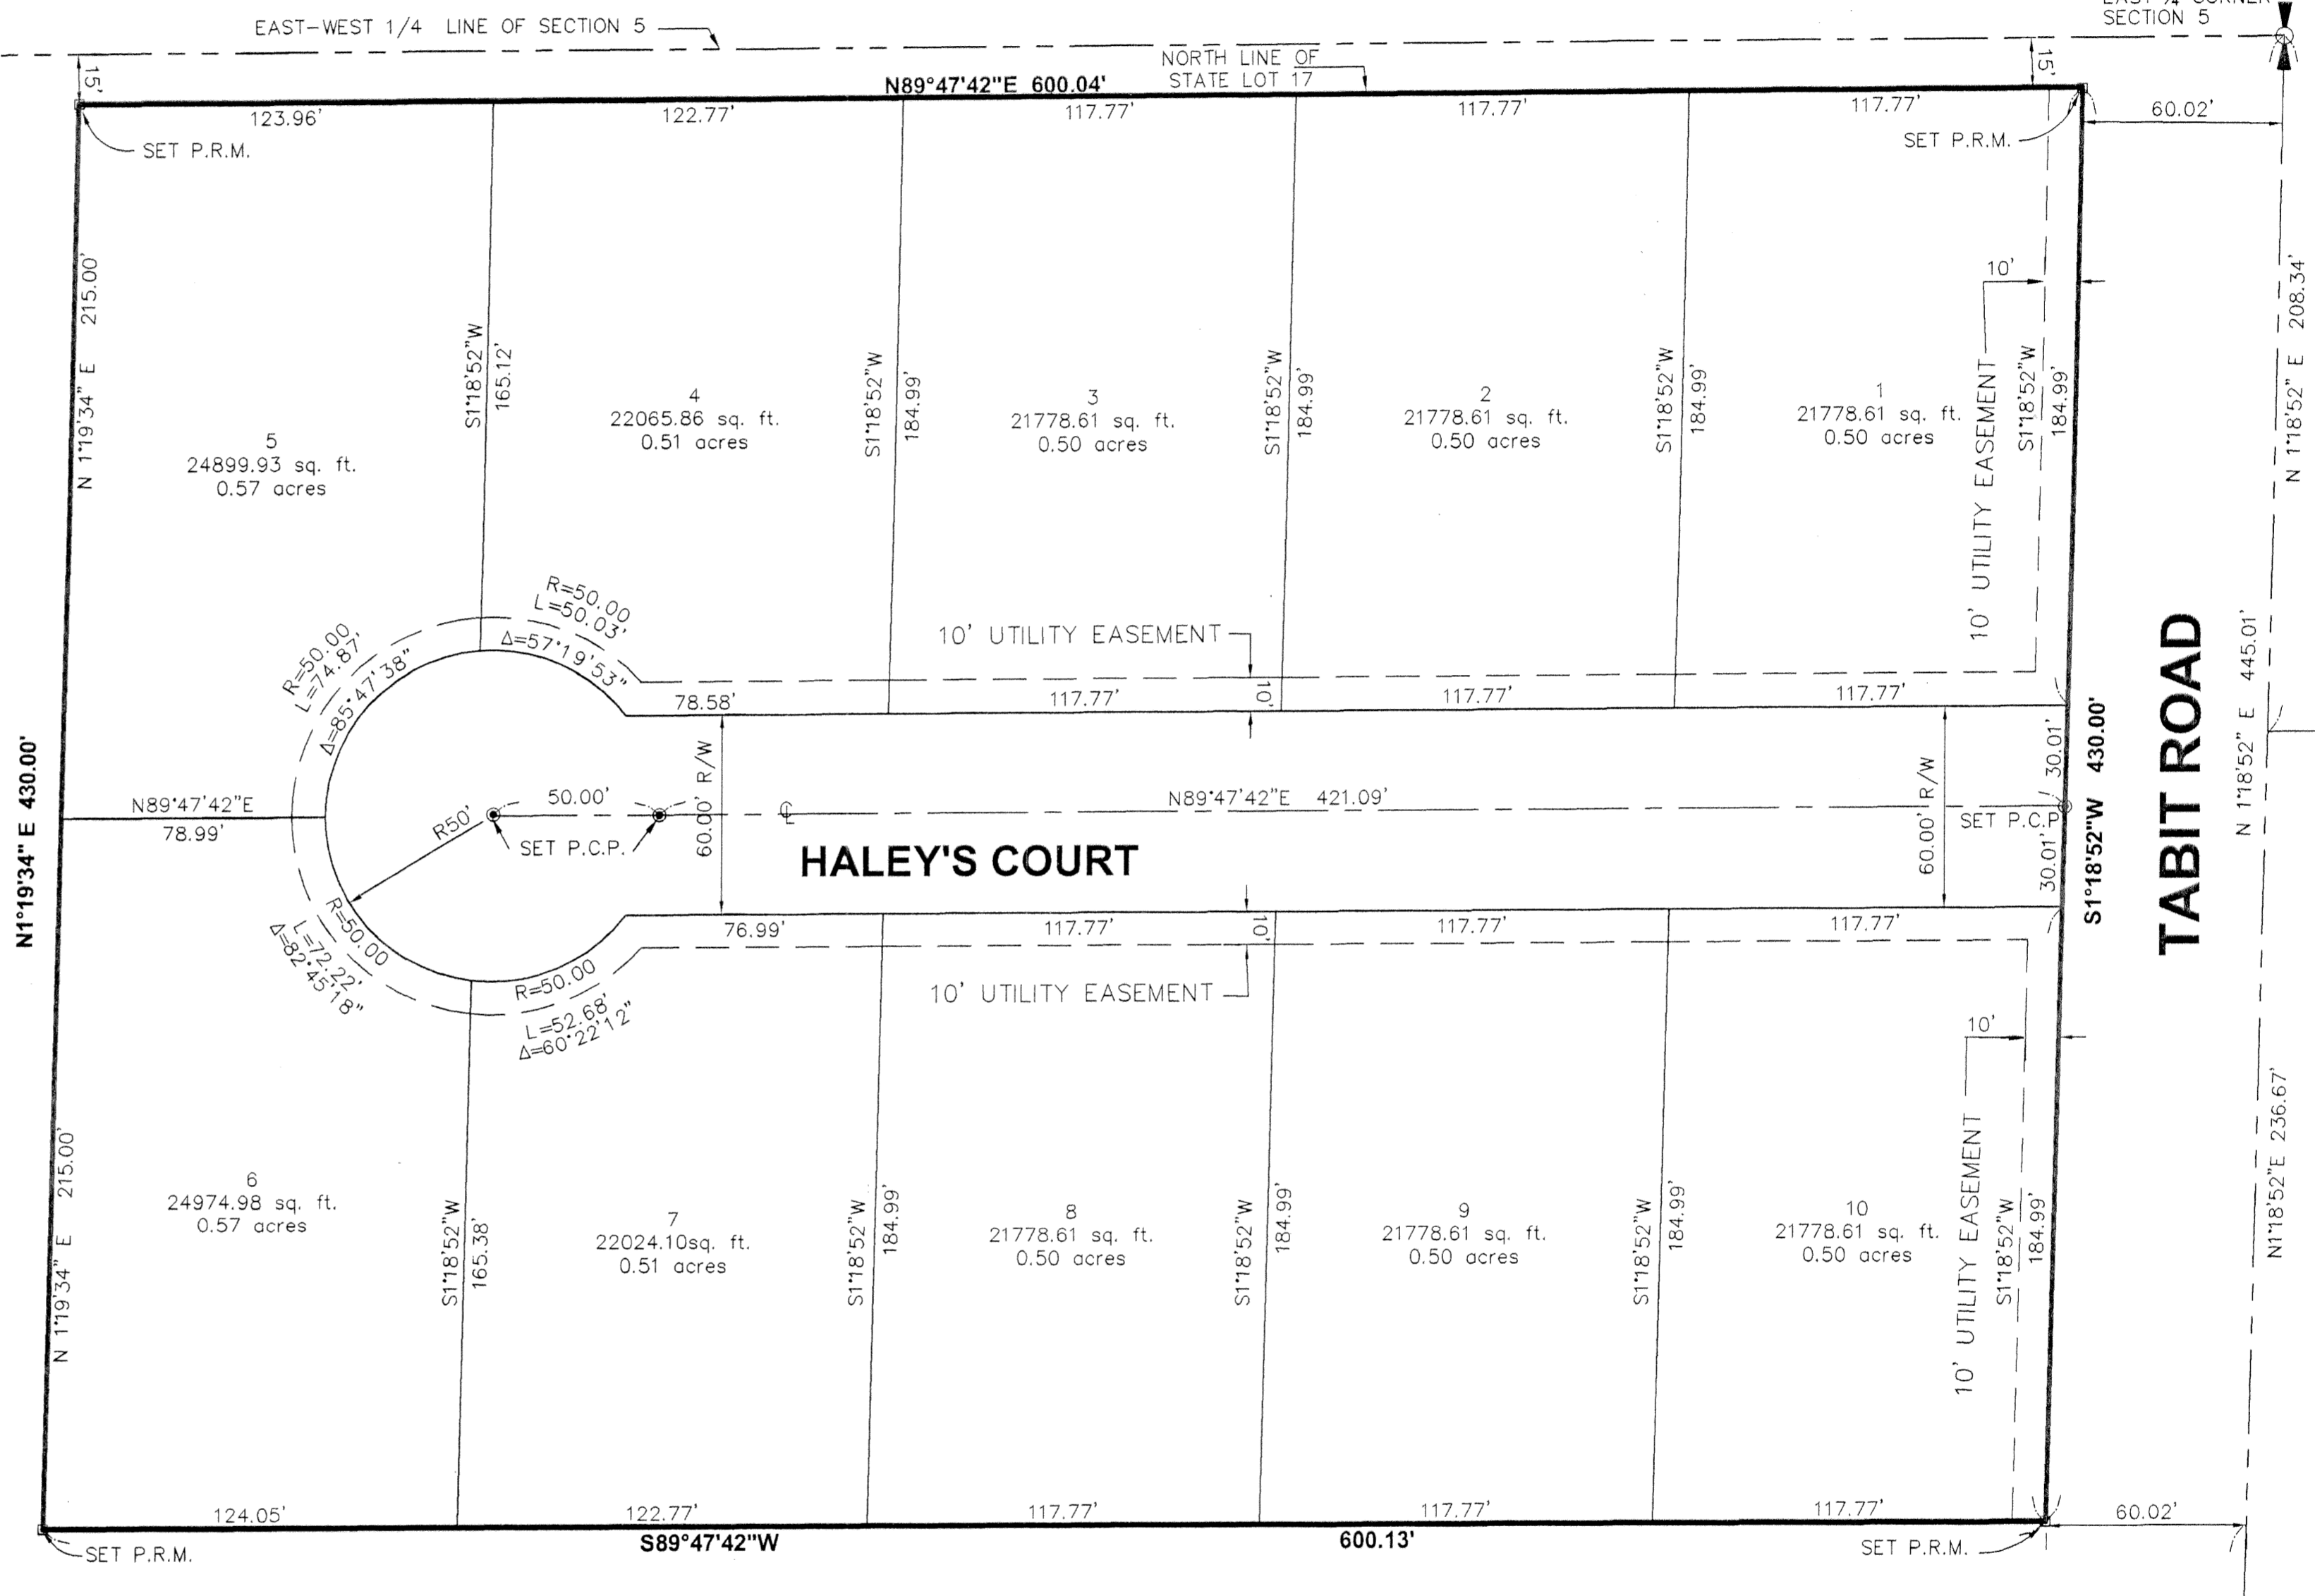 EAST-WEST 1/4 LINE OF SECTION 5
SECTION 5
15'
NORTH LINE OF
STATE LOT 17
15'
N89°47'42"E 600.04'
123.96'
122.77'
117.77'
117.77'
117.77'
60.02'
SET P.R.M.
SET P.R.M.
N 1°19'34" E 215.00'
S1°18'52"W
165.12'
S1°18'52"W
184.99'
S1°18'52"W
184.99'
S1°18'52"W
184.99'
10'
10' UTILITY EASEMENT
S1°18'52"W
184.99'
N 1°18'52" E 208.34'
5
24899.93 sq. ft.
0.57 acres
4
22065.86 sq. ft.
0.51 acres
3
21778.61 sq. ft.
0.50 acres
2
21778.61 sq. ft.
0.50 acres
1
21778.61 sq. ft.
0.50 acres
R=50.00
L=50.03'
Δ=57°19'53"
R=50.00
L=74.87'
Δ=85°47'38"
10' UTILITY EASEMENT
10'
78.58'
117.77'
117.77'
117.77'
N1°19'34" E 430.00'
N89°47'42"E
78.99'
R50'
50.00'
SET P.C.P.
60.00' R/W
℄
N89°47'42"E 421.09'
HALEY'S COURT
60.00' R/W
30.01'
SET P.C.P
30.01'
S1°18'52"W 430.00'
TABIT ROAD
N 1°18'52" E 445.01'
R=50.00
L=72.22'
Δ=82°45'18"
R=50.00
L=52.68'
Δ=60°22'12"
76.99'
117.77'
117.77'
117.77'
10'
10' UTILITY EASEMENT
N 1°19'34" E 215.00'
6
24974.98 sq. ft.
0.57 acres
S1°18'52"W
165.38'
7
22024.10sq. ft.
0.51 acres
S1°18'52"W
184.99'
8
21778.61 sq. ft.
0.50 acres
S1°18'52"W
184.99'
9
21778.61 sq. ft.
0.50 acres
S1°18'52"W
184.99'
10
21778.61 sq. ft.
0.50 acres
10'
10' UTILITY EASEMENT
S1°18'52"W
184.99'
N1°18'52"E 236.67'
124.05'
122.77'
117.77'
117.77'
117.77'
60.02'
S89°47'42"W
600.13'
SET P.R.M.
SET P.R.M.